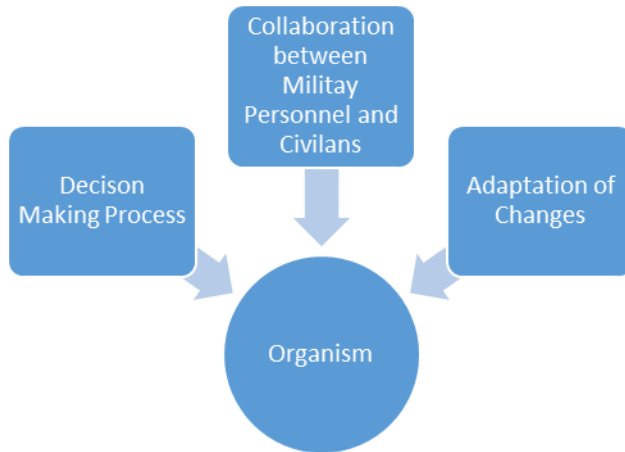 Collaboration
between
Militay
Personnel and
Civilans
Decison
Making Process
Adaptation of
Changes
Organism